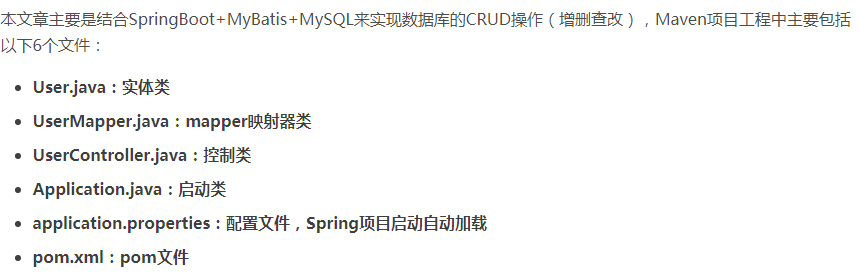 本文章主要是结合SpringBoot+MyBatis+MySQL来实现数据库的CRUD操作（增删查改），Maven项目工程中主要包括
以下6个文件：
• User.java：实体类
• UserMapper.java：mapper映射器类
• UserController.java：控制类
• Application.java：启动类
• application.properties：配置文件，Spring项目启动自动加载
• pom.xml：pom文件